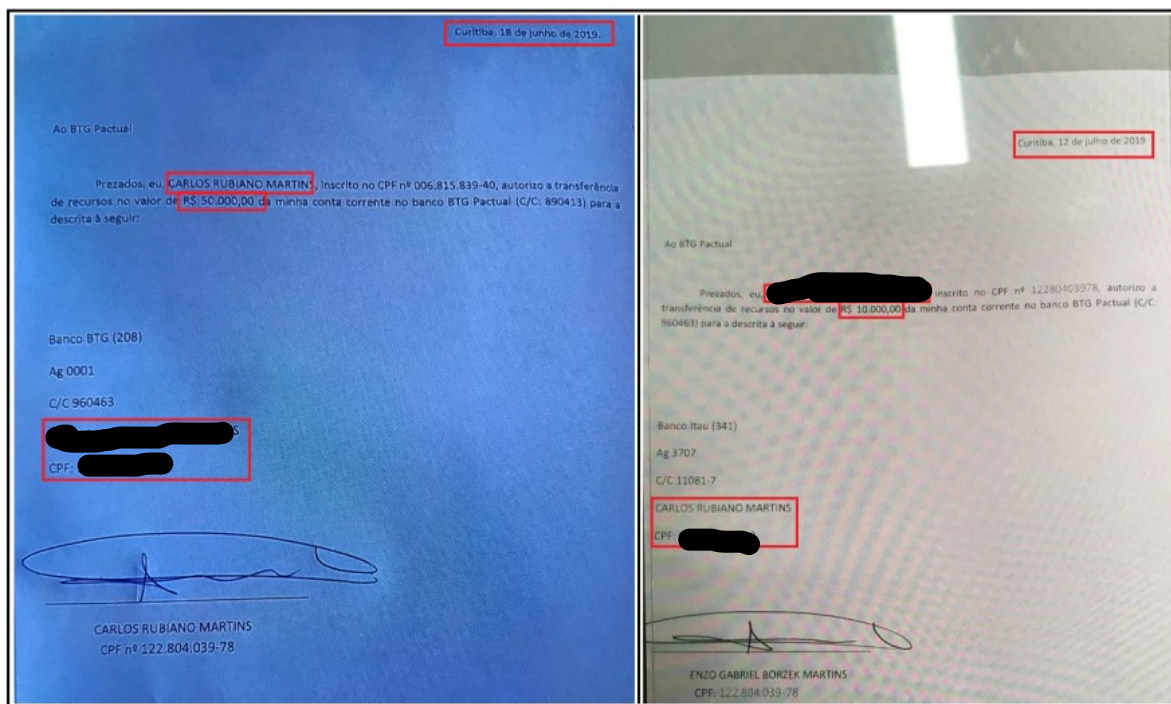 Curitiba, 18 de junho de 2019.
Ao BTG Pactual
Prezados, eu, CARLOS RUBIANO MARTINS, Inscrito no CPF nº 006.815.839-40, autorizo a transferência
de recursos no valor de R$ 50.000,00 da minha conta corrente no banco BTG Pactual (C/C: 890413) para a
descrita à seguir:
Banco BTG (208)
Ag 0001
C/C 960463
S
CPF:
CARLOS RUBIANO MARTINS
CPF nº 122.804.039-78
Curitiba, 12 de julho de 2019
Ao BTG Pactual
Prezados, eu, inscrito no CPF nº 12280403978, autorizo a
transferência de recursos no valor de R$ 10.000,00 da minha conta corrente no banco BTG Pactual (C/C:
960463) para a descrita à seguir:
Banco Itau (341)
Ag 3707
C/C 11081-7
CARLOS RUBIANO MARTINS
CPF:
ENZO GABRIEL BORZEK MARTINS
CPF: 122.804.039-78